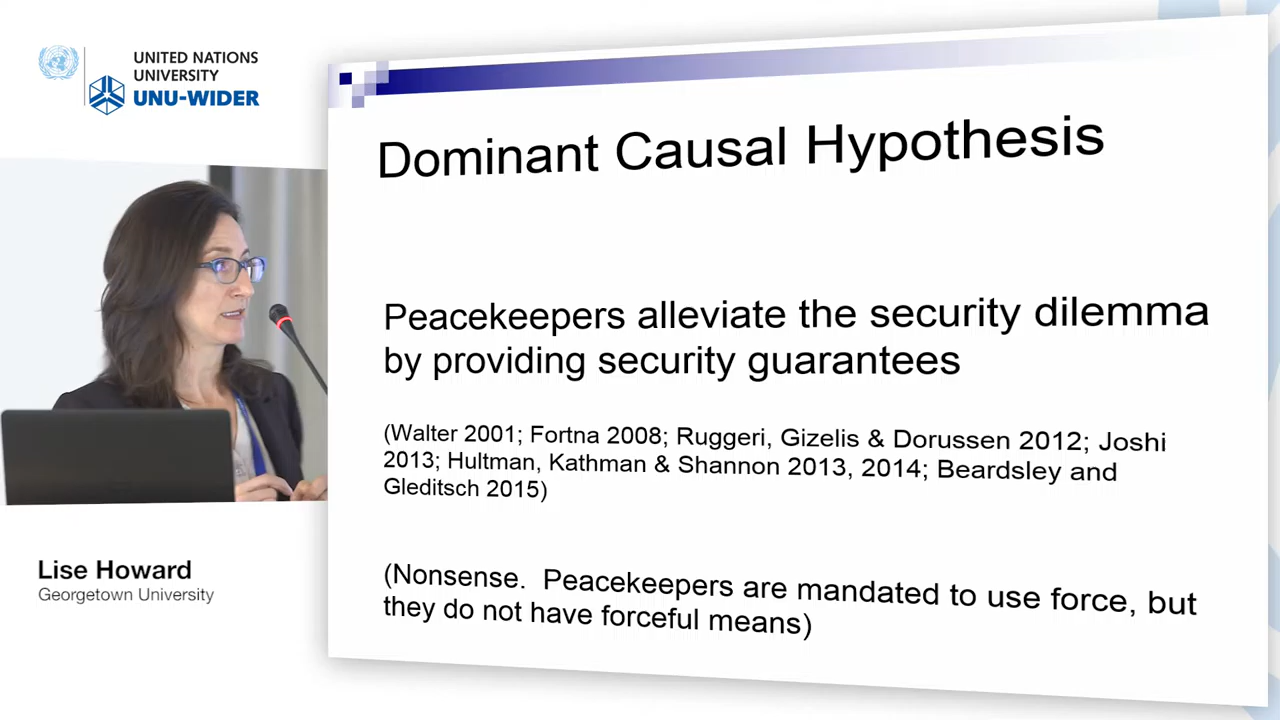 UNITED NATIONS
UNIVERSITY
UNU-WIDER
Lise Howard
Georgetown University
Dominant Causal Hypothesis
Peacekeepers alleviate the security dilemma
by providing security guarantees
(Walter 2001; Fortna 2008; Ruggeri, Gizelis & Dorussen 2012; Joshi
2013; Hultman, Kathman & Shannon 2013, 2014; Beardsley and
Gleditsch 2015)
(Nonsense.  Peacekeepers are mandated to use force, but
they do not have forceful means)